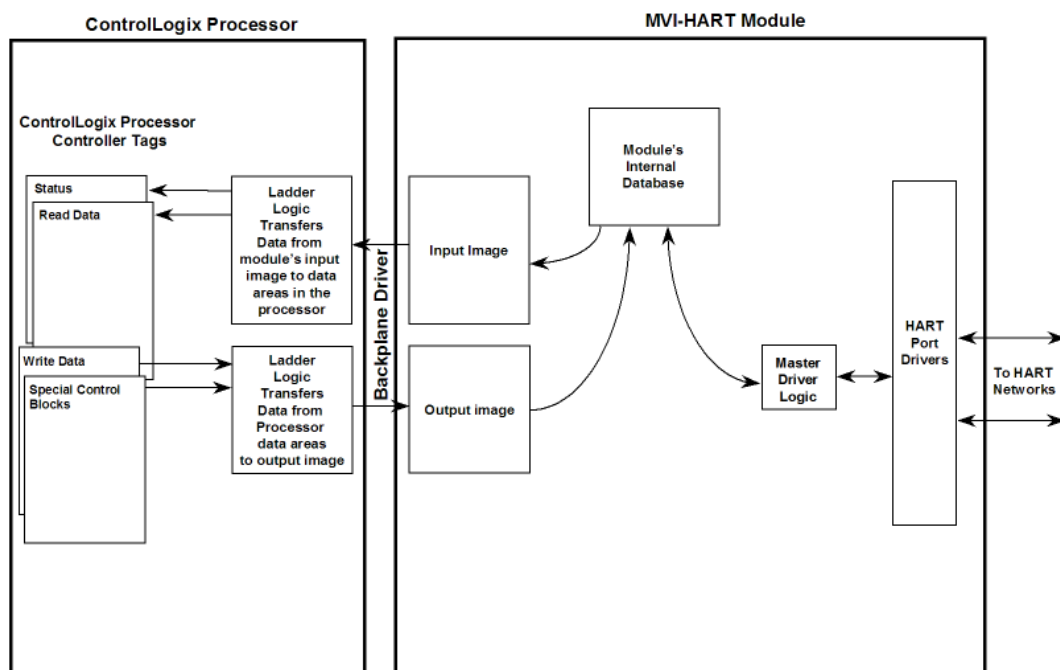 ControlLogix Processor
MVI-HART Module
ControlLogix Processor
Controller Tags
Status
Read Data
Ladder
Logic
Transfers
Data from
module's input
image to data
areas in the
processor
Write Data
Special Control
Blocks
Ladder
Logic
Transfers
Data from
Processor
data areas
to output image
Backplane Driver
Input Image
Output image
Module's
Internal
Database
Master
Driver
Logic
HART
Port
Drivers
To HART
Networks